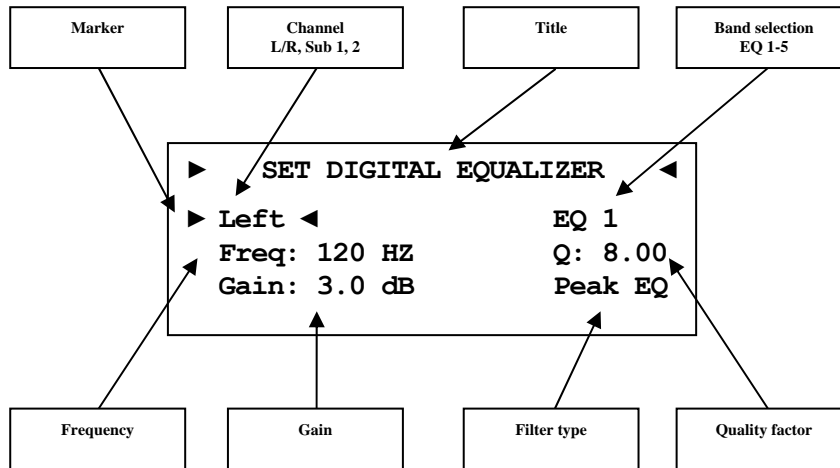 Marker
Channel
L/R, Sub 1, 2
Title
Band selection
EQ 1-5
► SET DIGITAL EQUALIZER ◄
► Left ◄ EQ 1
Freq: 120 HZ Q: 8.00
Gain: 3.0 dB Peak EQ
Frequency
Gain
Filter type
Quality factor